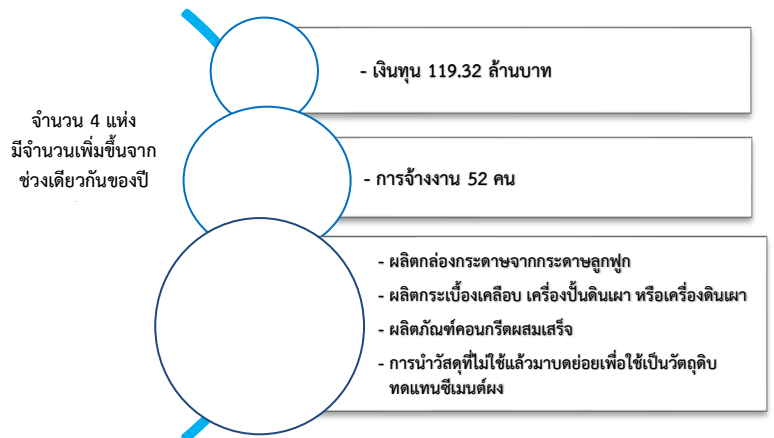 จำนวน 4 แห่ง
มีจำนวนเพิ่มขึ้นจาก
ช่วงเดียวกันของปี
- เงินทุน 119.32 ล้านบาท
- การจ้างงาน 52 คน
- ผลิตกล่องกระดาษจากกระดาษลูกฟูก
- ผลิตกระเบื้องเคลือบ เครื่องปั้นดินเผา หรือเครื่องดินเผา
- ผลิตภัณฑ์คอนกรีตผสมเสร็จ
- การนำวัสดุที่ไม่ใช้แล้วมาบดย่อยเพื่อใช้เป็นวัตถุดิบ
ทดแทนซีเมนต์ผง